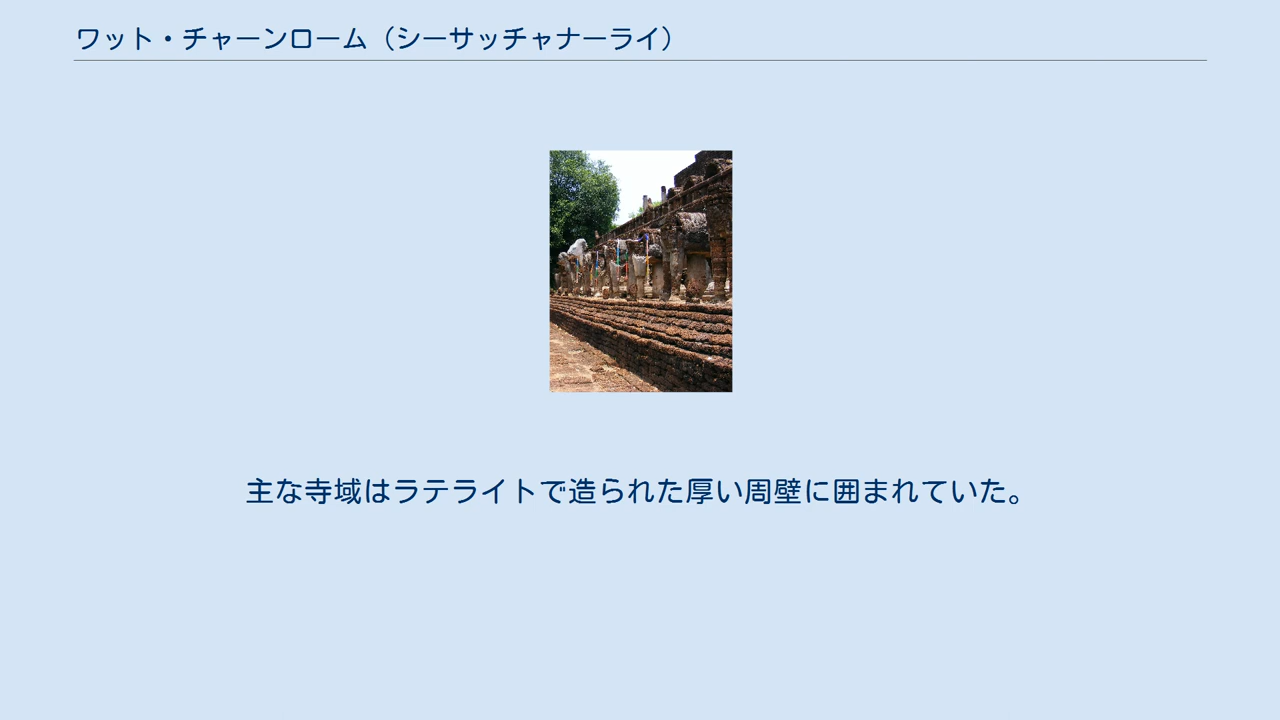 ワット・チャーンローム（シーサッチャナーライ）
主な寺域はラテライトで造られた厚い周壁に囲まれていた。